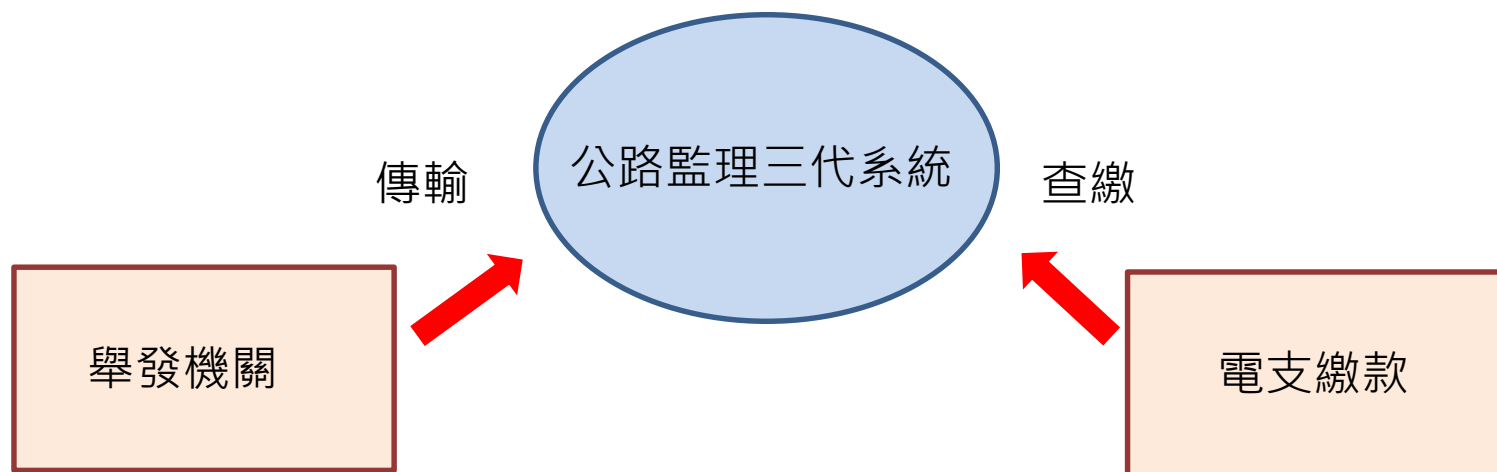 公路監理三代系統
傳輸
查繳
舉發機關
電支繳款